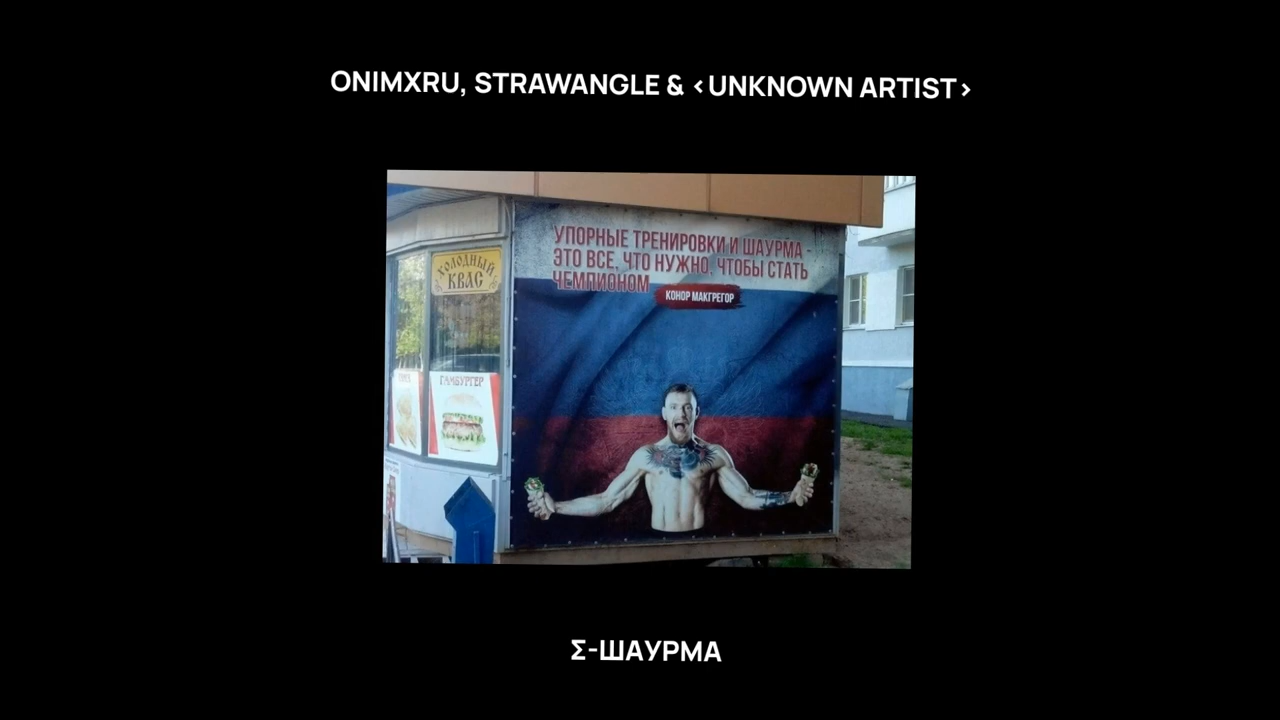 ONIMXRU, STRAWANGLE & <UNKNOWN ARTIST>
УПОРНЫЕ ТРЕНИРОВКИ И ШАУРМА -
ЭТО ВСЕ, ЧТО НУЖНО, ЧТОБЫ СТАТЬ
ЧЕМПИОНОМ
КОНОР МАКГРЕГОР
ХОЛОДНЫЙ
КВАС
ГАМБУРГЕР
Σ-ШАУРМА